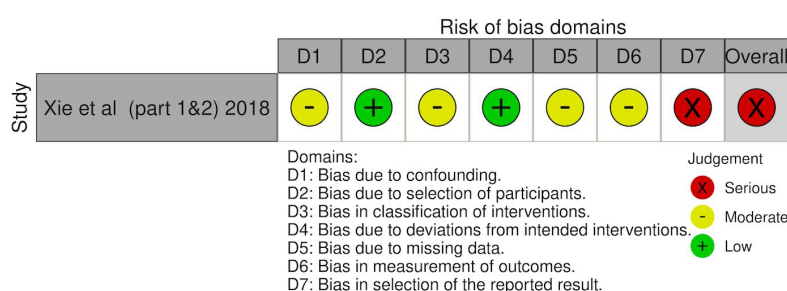 Risk of bias domains
D1 D2 D3 D4 D5 D6 D7 Overall
Study
Xie et al (part 1&2) 2018 - + - + - - X X
Domains:
D1: Bias due to confounding.
D2: Bias due to selection of participants.
D3: Bias in classification of interventions.
D4: Bias due to deviations from intended interventions.
D5: Bias due to missing data.
D6: Bias in measurement of outcomes.
D7: Bias in selection of the reported result.
Judgement
X Serious
- Moderate
+ Low